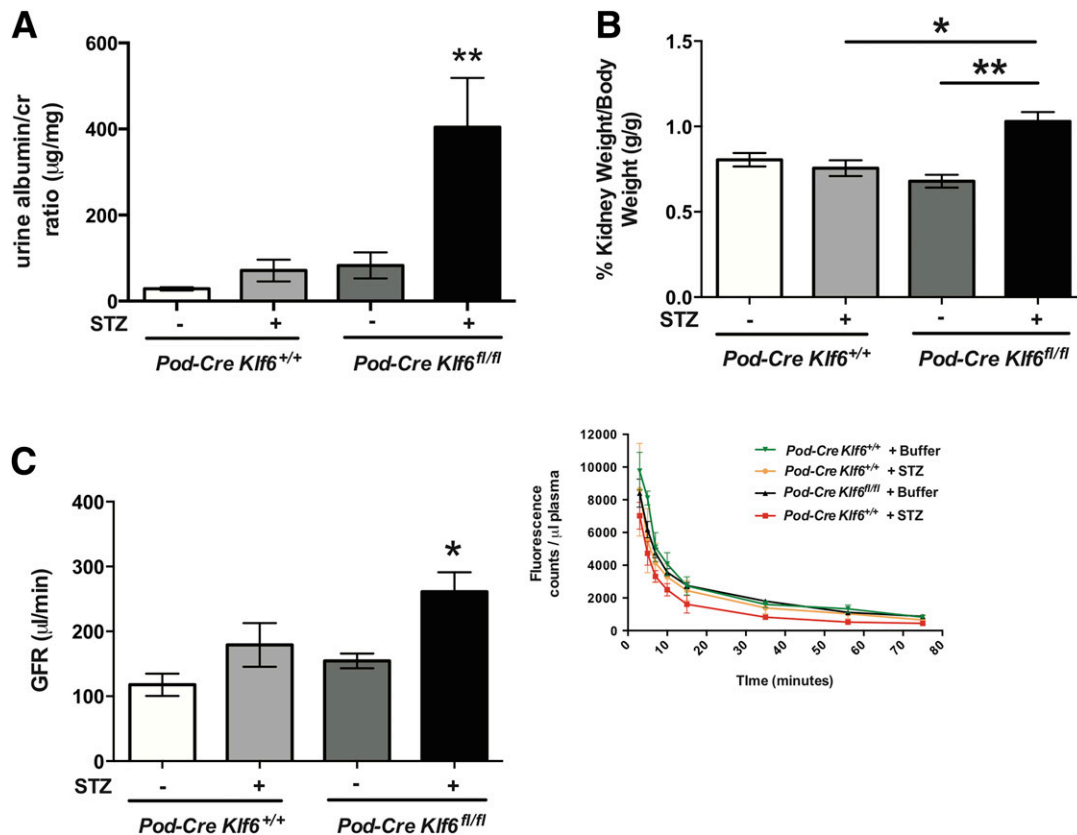 A
urine albumin/cr
ratio (µg/mg)
600
400
200
0
**
STZ - + - +
Pod-Cre Klf6+/+ Pod-Cre Klf6fl/fl
B
% Kidney Weight/Body
Weight (g/g)
1.5
1.0
0.5
0.0
*
**
STZ - + - +
Pod-Cre Klf6+/+ Pod-Cre Klf6fl/fl
C
GFR (µl/min)
400
300
200
100
0
*
STZ - + - +
Pod-Cre Klf6+/+ Pod-Cre Klf6fl/fl
Fluorescence
counts / µl plasma
12000
10000
8000
6000
4000
2000
0
Pod-Cre Klf6+/+ + Buffer
Pod-Cre Klf6+/+ + STZ
Pod-Cre Klf6fl/fl + Buffer
Pod-Cre Klf6+/+ + STZ
0 10 20 30 40 50 60 70 80
TIme (minutes)